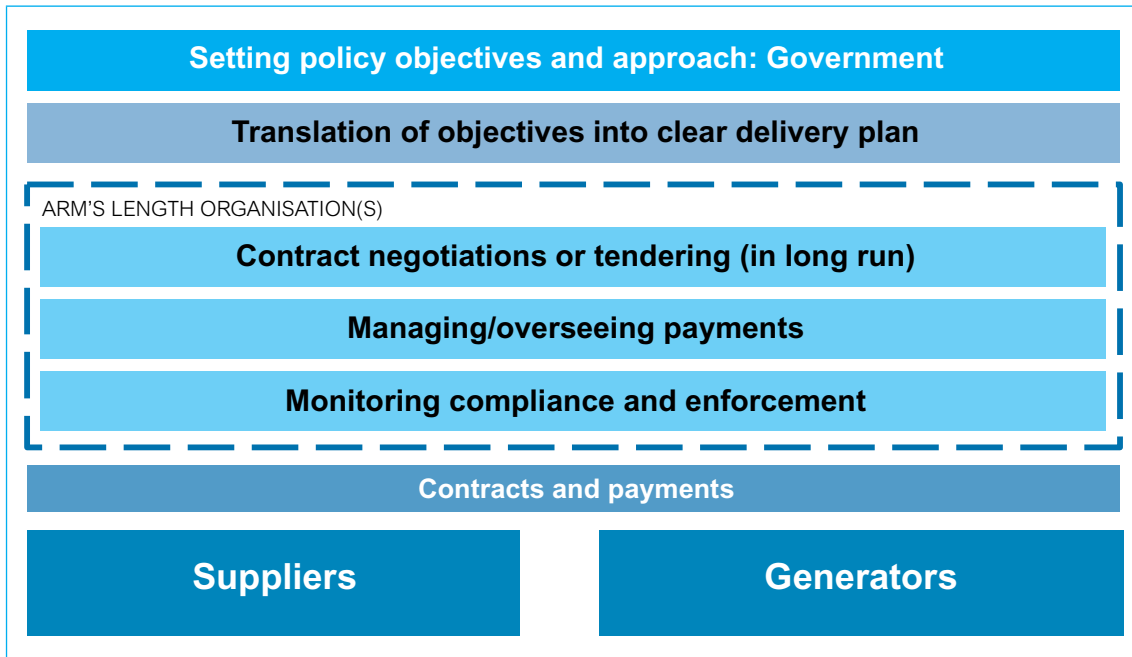 Setting policy objectives and approach: Government
Translation of objectives into clear delivery plan
ARM'S LENGTH ORGANISATION(S)
Contract negotiations or tendering (in long run)
Managing/overseeing payments
Monitoring compliance and enforcement
Contracts and payments
Suppliers
Generators